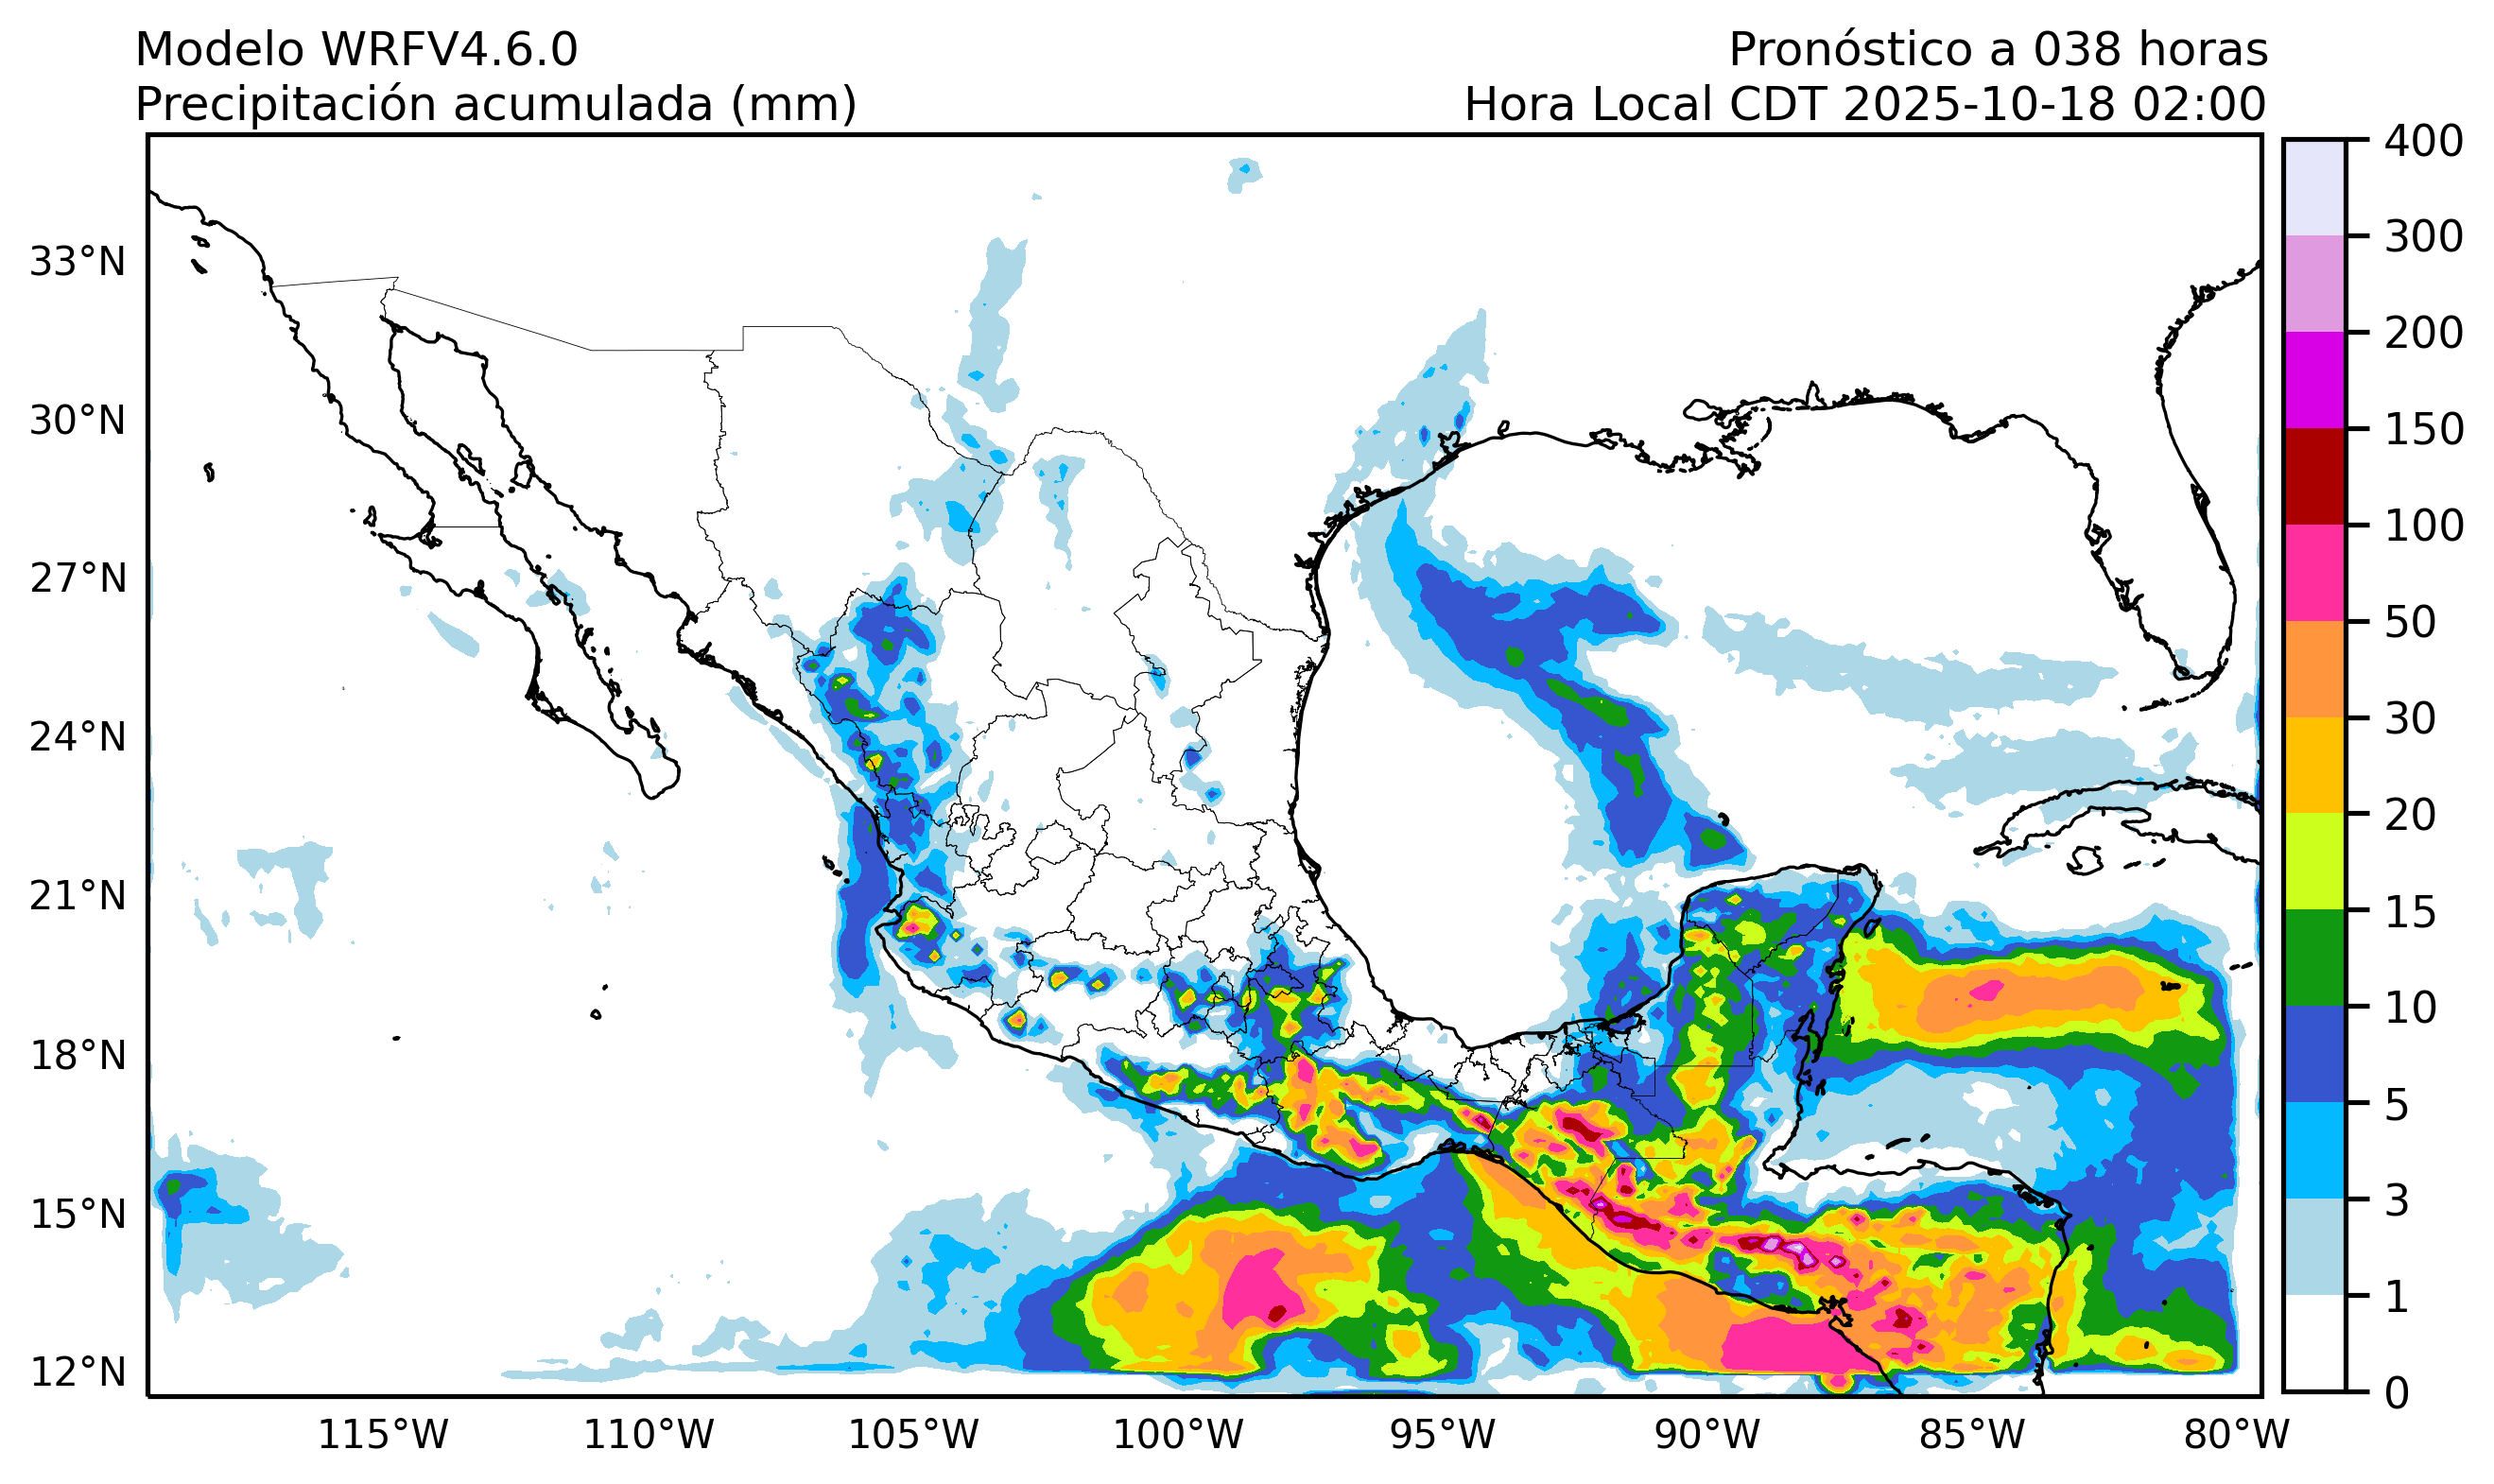 Modelo WRFV4.6.0
Pronóstico a 038 horas
Precipitación acumulada (mm)
Hora Local CDT 2025-10-18 02:00
33°N
30°N
27°N
24°N
21°N
18°N
15°N
12°N
115°W
110°W
105°W
100°W
95°W
90°W
85°W
80°W
400
300
200
150
100
50
30
20
15
10
5
3
1
0